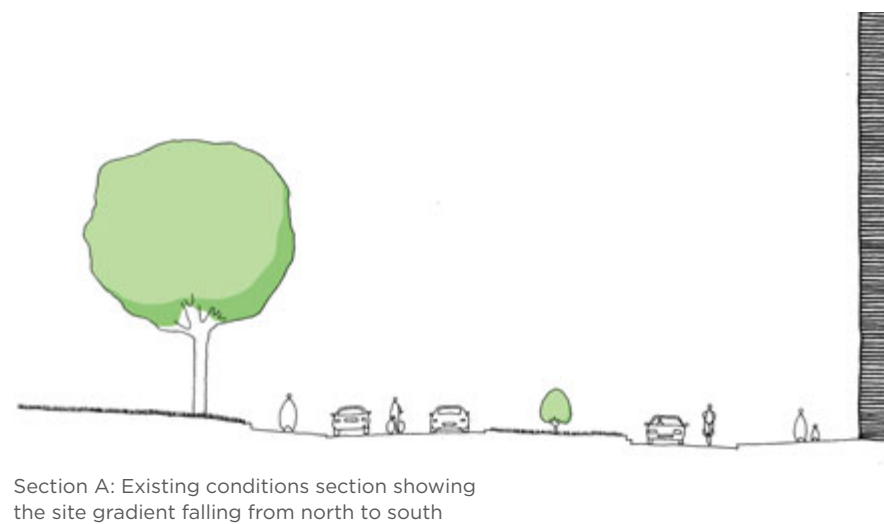 Section A: Existing conditions section showing
the site gradient falling from north to south